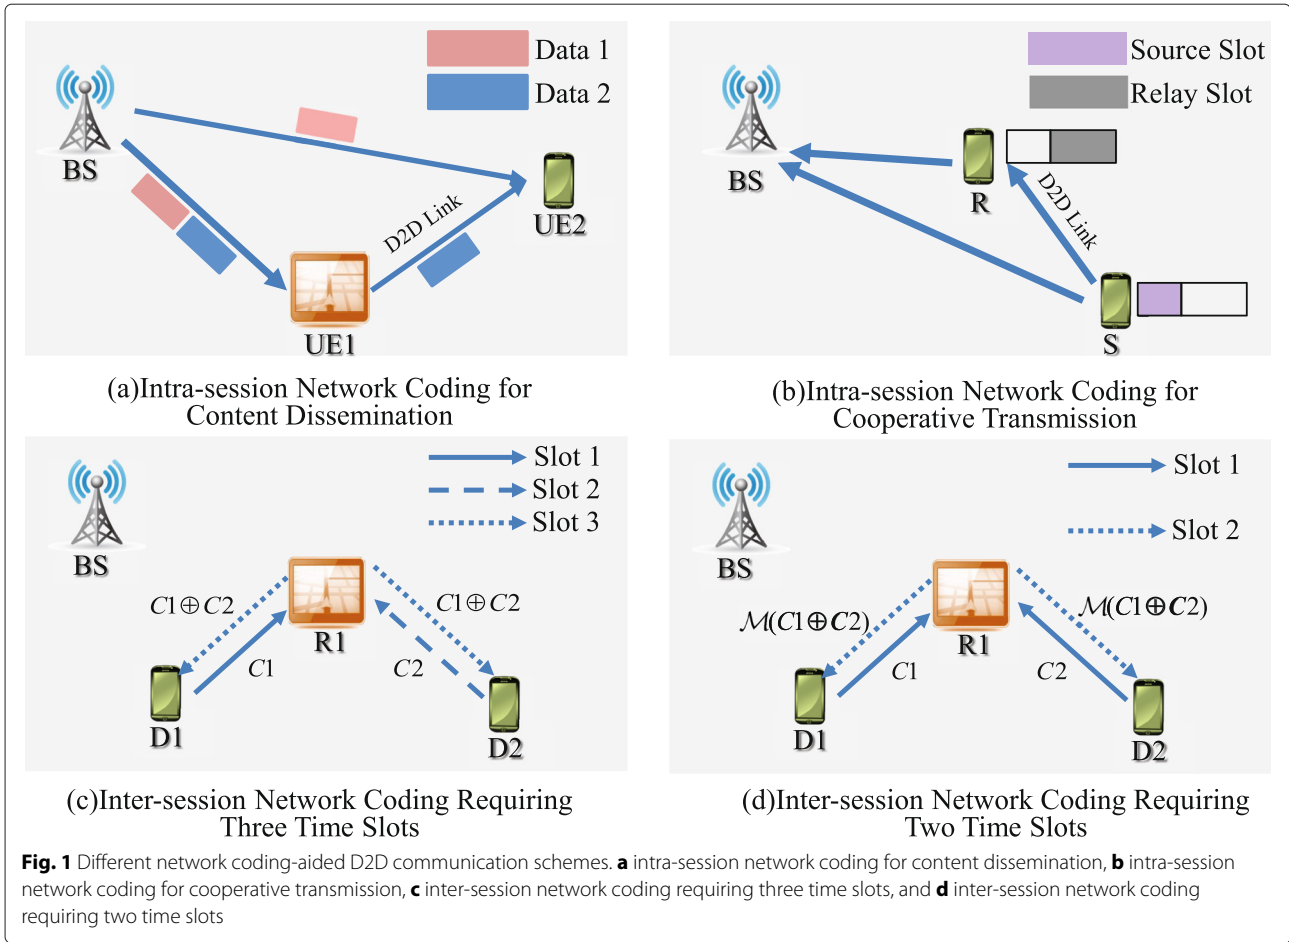 Data 1
Data 2
BS
D2D Link
UE2
UE1
(a)Intra-session Network Coding for
Content Dissemination
Source Slot
Relay Slot
BS
R
D2D Link
S
(b)Intra-session Network Coding for
Cooperative Transmission
Slot 1
Slot 2
Slot 3
BS
C1⊕C2
C1⊕C2
R1
C1
C2
D1
D2
(c)Inter-session Network Coding Requiring
Three Time Slots
Slot 1
Slot 2
BS
ℳ(C1⊕C2)
ℳ(C1⊕C2)
R1
C1
C2
D1
D2
(d)Inter-session Network Coding Requiring
Two Time Slots
Fig. 1 Different network coding-aided D2D communication schemes. a intra-session network coding for content dissemination, b intra-session
network coding for cooperative transmission, c inter-session network coding requiring three time slots, and d inter-session network coding
requiring two time slots